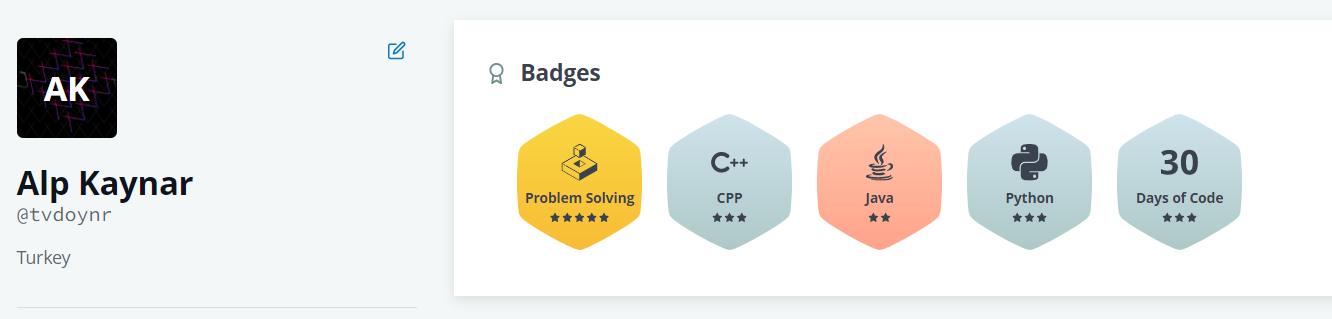 AK
Alp Kaynar
@tvdoynr
Turkey
Badges
Problem Solving
C++
CPP
Java
Python
30
Days of Code